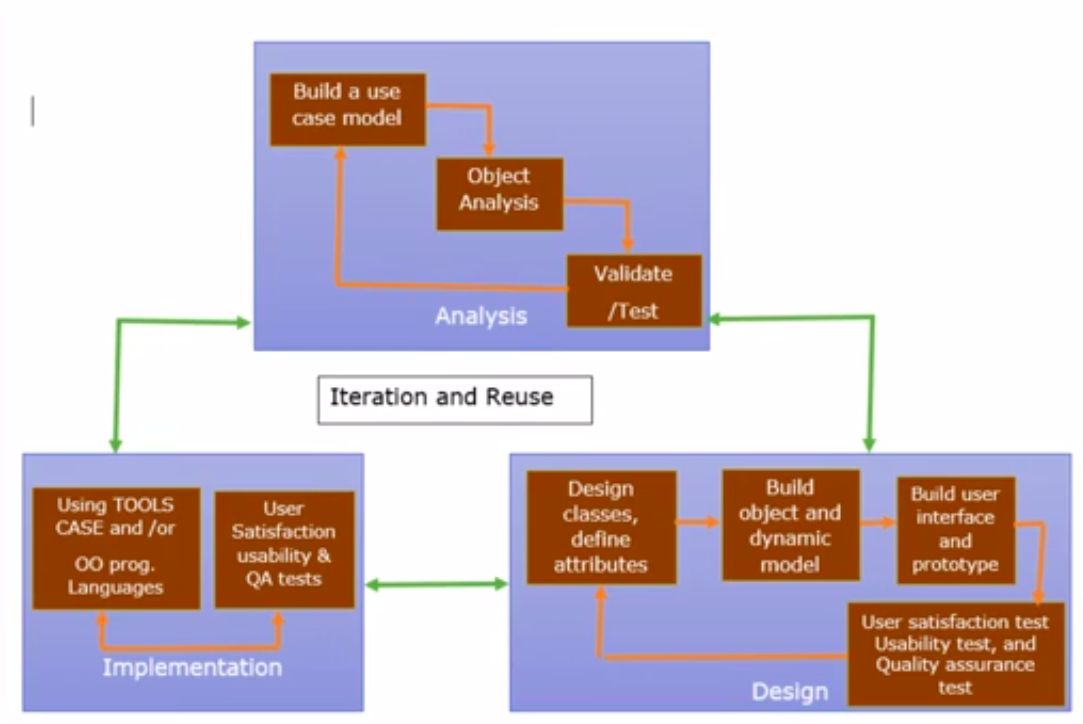 Build a use
case model
Object
Analysis
Validate
/Test
Analysis
Iteration and Reuse
Using TOOLS
CASE and /or
OO prog.
Languages
User
Satisfaction
usability &
QA tests
Implementation
Design
classes,
define
attributes
Build
object and
dynamic
model
Build user
interface
and
prototype
User satisfaction test
Usability test, and
Quality assurance
test
Design